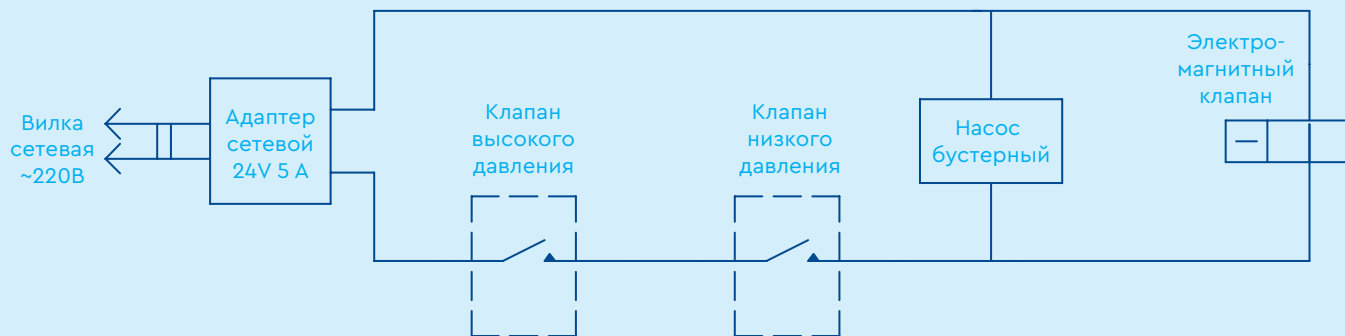 Вилка
сетевая
~220В
Адаптер
сетевой
24V 5 А
Клапан
высокого
давления
Клапан
низкого
давления
Насос
бустерный
Электро-
магнитный
клапан